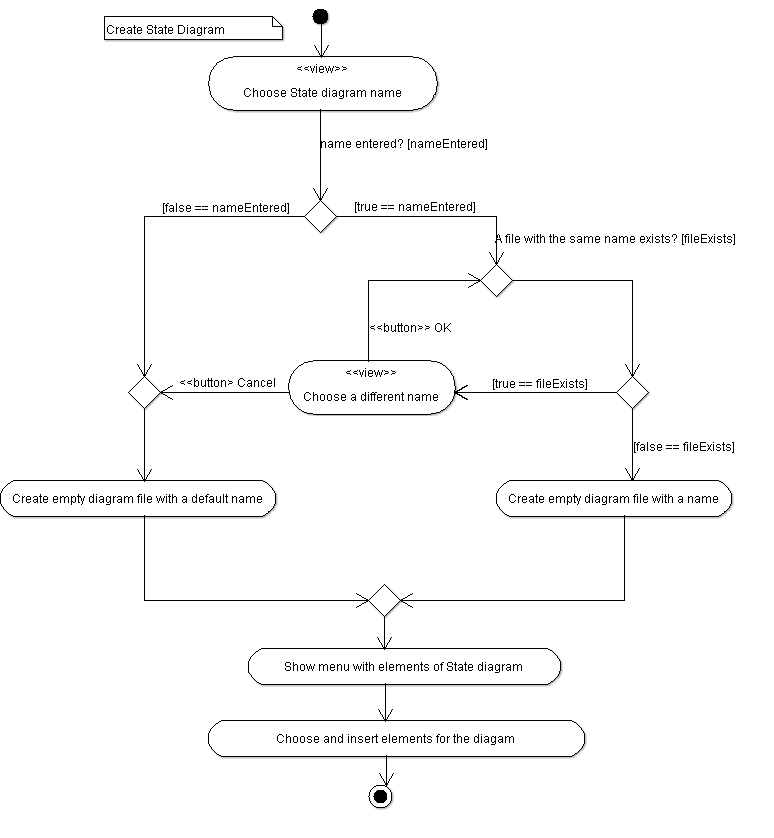 Create State Diagram
<<view>>
Choose State diagram name
name entered? [nameEntered]
[false == nameEntered]
[true == nameEntered]
A file with the same name exists? [fileExists]
<<button>> OK
<<view>>
Choose a different name
<<button> Cancel
[true == fileExists]
[false == fileExists]
Create empty diagram file with a default name
Create empty diagram file with a name
Show menu with elements of State diagram
Choose and insert elements for the diagam